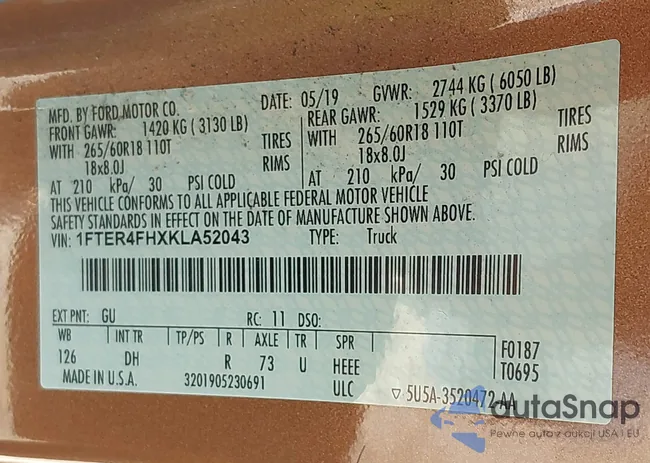 MFD. BY FORD MOTOR CO. DATE: 05/19 GVWR: 2744 KG ( 6050 LB)
FRONT GAWR: 1420 KG ( 3130 LB) REAR GAWR: 1529 KG ( 3370 LB)
WITH 265/60R18 110T TIRES WITH 265/60R18 110T TIRES
18x8.0J RIMS 18x8.0J RIMS
AT 210 kPa/ 30 PSI COLD AT 210 kPa/ 30 PSI COLD
THIS VEHICLE CONFORMS TO ALL APPLICABLE FEDERAL MOTOR VEHICLE
SAFETY STANDARDS IN EFFECT ON THE DATE OF MANUFACTURE SHOWN ABOVE.
VIN: 1FTER4FHXKLA52043 TYPE: Truck
EXT PNT: GU RC: 11 DSO:
WB INT TR TP/PS R AXLE TR SPR F0187
126 DH R 73 U HEEE T0695
MADE IN U.S.A. 3201905230691 ULC ▽ 5U5A-3520472-AA
autoSnap
Pewne auto z aukcji USA i EU